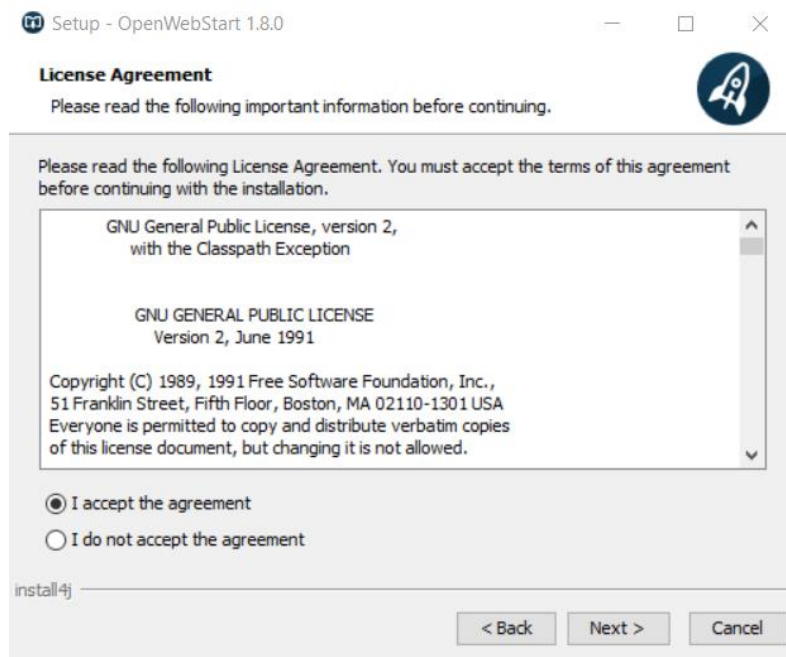 Setup - OpenWebStart 1.8.0
License Agreement
Please read the following important information before continuing.
Please read the following License Agreement. You must accept the terms of this agreement
before continuing with the installation.
GNU General Public License, version 2,
with the Classpath Exception
GNU GENERAL PUBLIC LICENSE
Version 2, June 1991
Copyright (C) 1989, 1991 Free Software Foundation, Inc.,
51 Franklin Street, Fifth Floor, Boston, MA 02110-1301 USA
Everyone is permitted to copy and distribute verbatim copies
of this license document, but changing it is not allowed.
I accept the agreement
I do not accept the agreement
install4j
< Back Next > Cancel